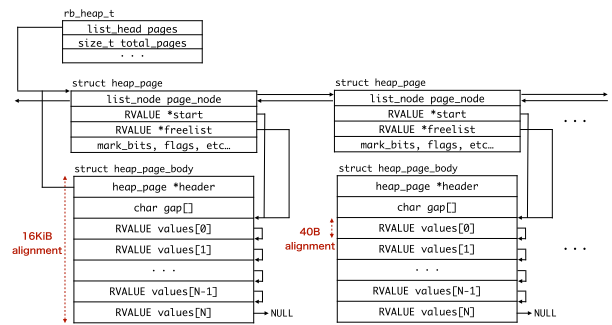 rb_heap_t
list_head pages
size_t total_pages
· · ·
struct heap_page
list_node page_node
RVALUE *start
RVALUE *freelist
mark_bits, flags, etc…
struct heap_page
list_node page_node
RVALUE *start
RVALUE *freelist
mark_bits, flags, etc…
· · ·
struct heap_page_body
heap_page *header
char gap[]
RVALUE values[0]
RVALUE values[1]
· · ·
RVALUE values[N-1]
RVALUE values[N]
NULL
16KiB
alignment
struct heap_page_body
heap_page *header
char gap[]
RVALUE values[0]
RVALUE values[1]
· · ·
RVALUE values[N-1]
RVALUE values[N]
NULL
40B
alignment
· · ·